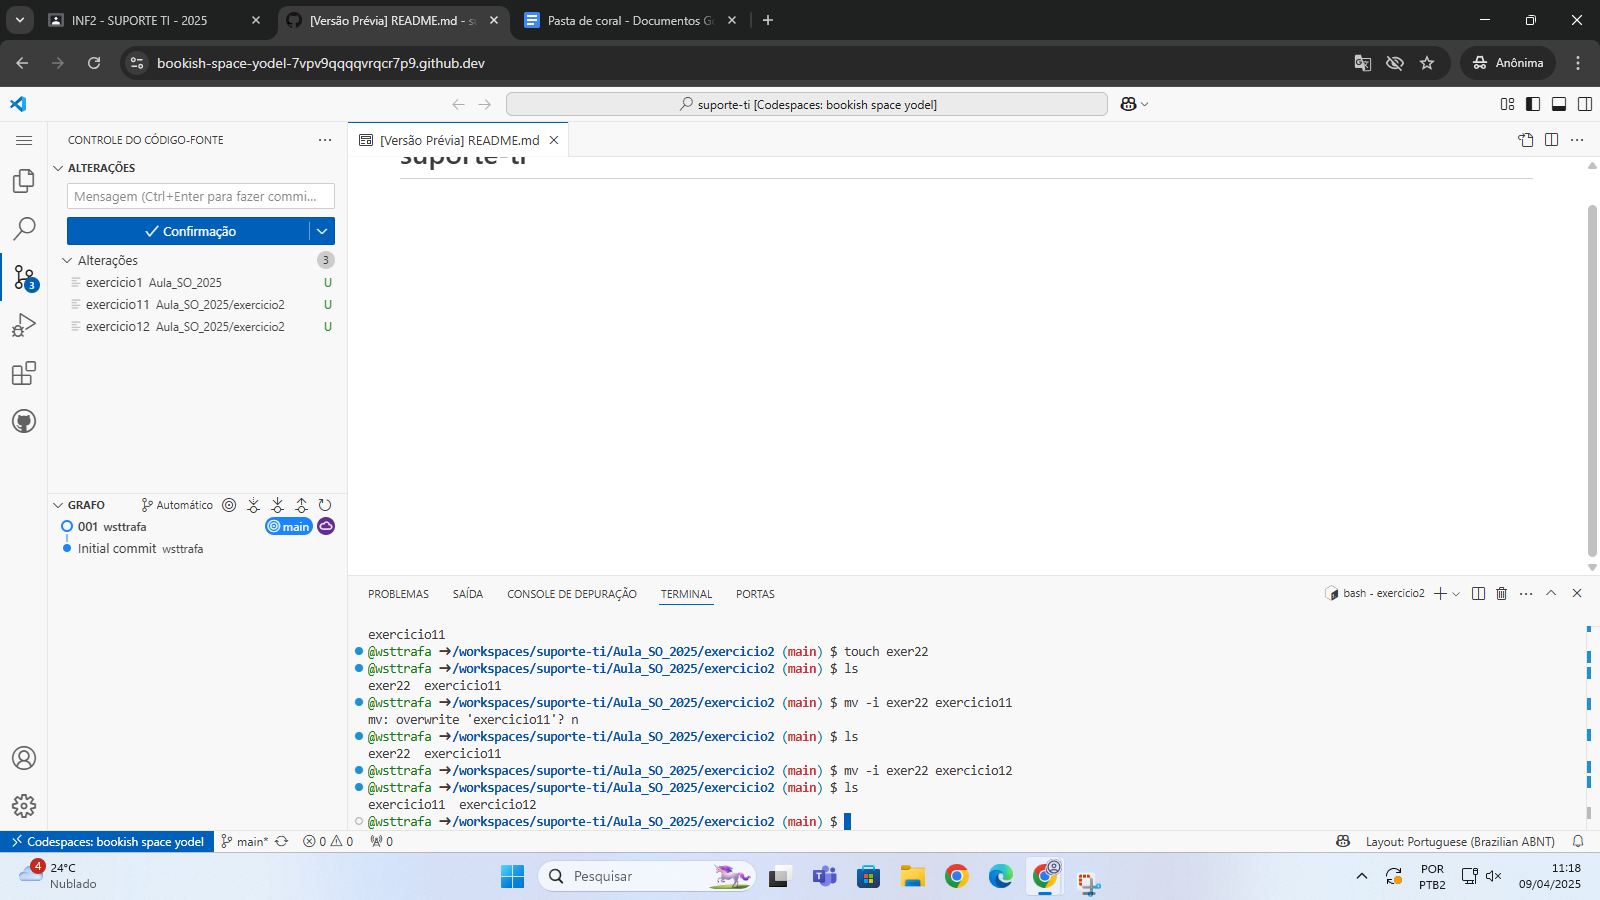 INF2 - SUPORTE TI - 2025
[Versão Prévia] README.md - su
Pasta de coral - Documentos Go
bookish-space-yodel-7vpv9qqqqvrqcr7p9.github.dev
Anônima
suporte-ti [Codespaces: bookish space yodel]
CONTROLE DO CÓDIGO-FONTE
[Versão Prévia] README.md
ALTERAÇÕES
Mensagem (Ctrl+Enter para fazer commi...
Confirmação
Alterações 3
exercicio1 Aula_SO_2025 U
exercicio11 Aula_SO_2025/exercicio2 U
exercicio12 Aula_SO_2025/exercicio2 U
3
suporte-ti
GRAFO Automático
001 wsttrafa main
Initial commit wsttrafa
PROBLEMAS SAÍDA CONSOLE DE DEPURAÇÃO TERMINAL PORTAS
bash - exercicio2
exercicio11
@wsttrafa ➜/workspaces/suporte-ti/Aula_SO_2025/exercicio2 (main) $ touch exer22
@wsttrafa ➜/workspaces/suporte-ti/Aula_SO_2025/exercicio2 (main) $ ls
exer22 exercicio11
@wsttrafa ➜/workspaces/suporte-ti/Aula_SO_2025/exercicio2 (main) $ mv -i exer22 exercicio11
mv: overwrite 'exercicio11'? n
@wsttrafa ➜/workspaces/suporte-ti/Aula_SO_2025/exercicio2 (main) $ ls
exer22 exercicio11
@wsttrafa ➜/workspaces/suporte-ti/Aula_SO_2025/exercicio2 (main) $ mv -i exer22 exercicio12
@wsttrafa ➜/workspaces/suporte-ti/Aula_SO_2025/exercicio2 (main) $ ls
exercicio11 exercicio12
@wsttrafa ➜/workspaces/suporte-ti/Aula_SO_2025/exercicio2 (main) $
Codespaces: bookish space yodel main* 0 0 0
Layout: Portuguese (Brazilian ABNT)
4
24°C
Nublado
Pesquisar
POR
PTB2
11:18
09/04/2025